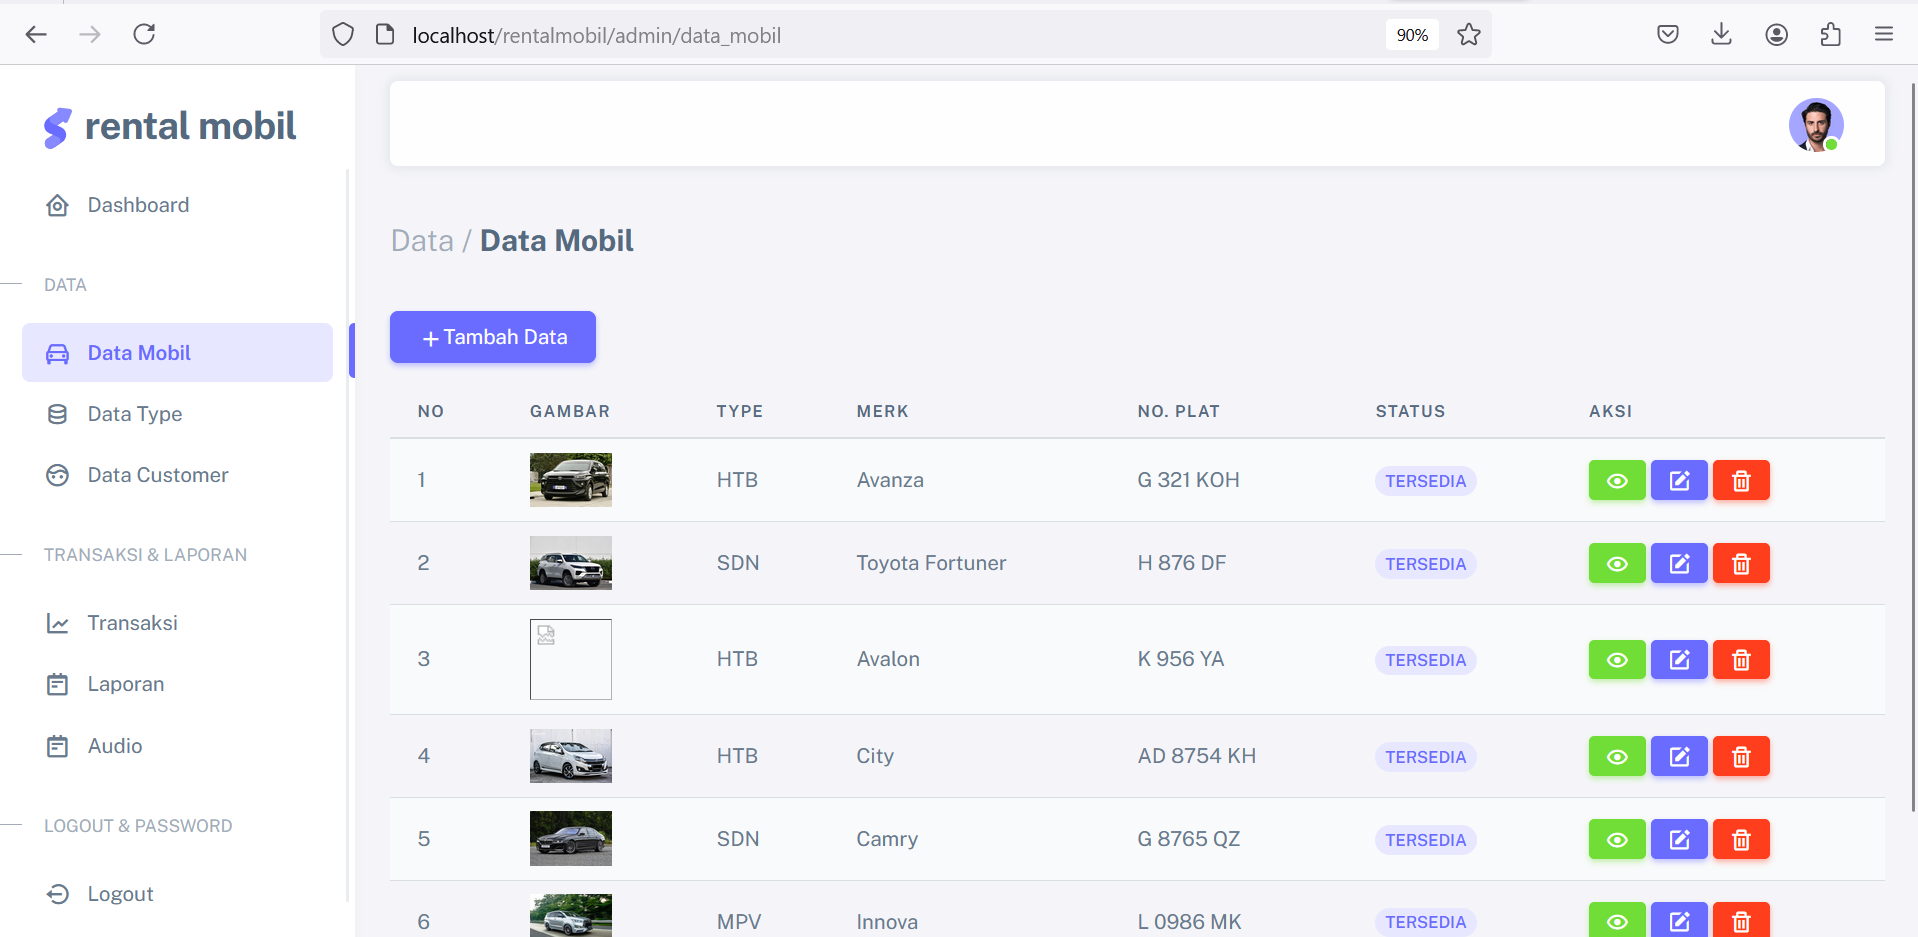 localhost/rentalmobil/admin/data_mobil
90%
rental mobil
Dashboard
DATA
Data Mobil
Data Type
Data Customer
TRANSAKSI & LAPORAN
Transaksi
Laporan
Audio
LOGOUT & PASSWORD
Logout
Data / Data Mobil
+ Tambah Data
NO GAMBAR TYPE MERK NO. PLAT STATUS AKSI
1 HTB Avanza G 321 KOH TERSEDIA
2 SDN Toyota Fortuner H 876 DF TERSEDIA
3 HTB Avalon K 956 YA TERSEDIA
4 HTB City AD 8754 KH TERSEDIA
5 SDN Camry G 8765 QZ TERSEDIA
6 MPV Innova L 0986 MK TERSEDIA